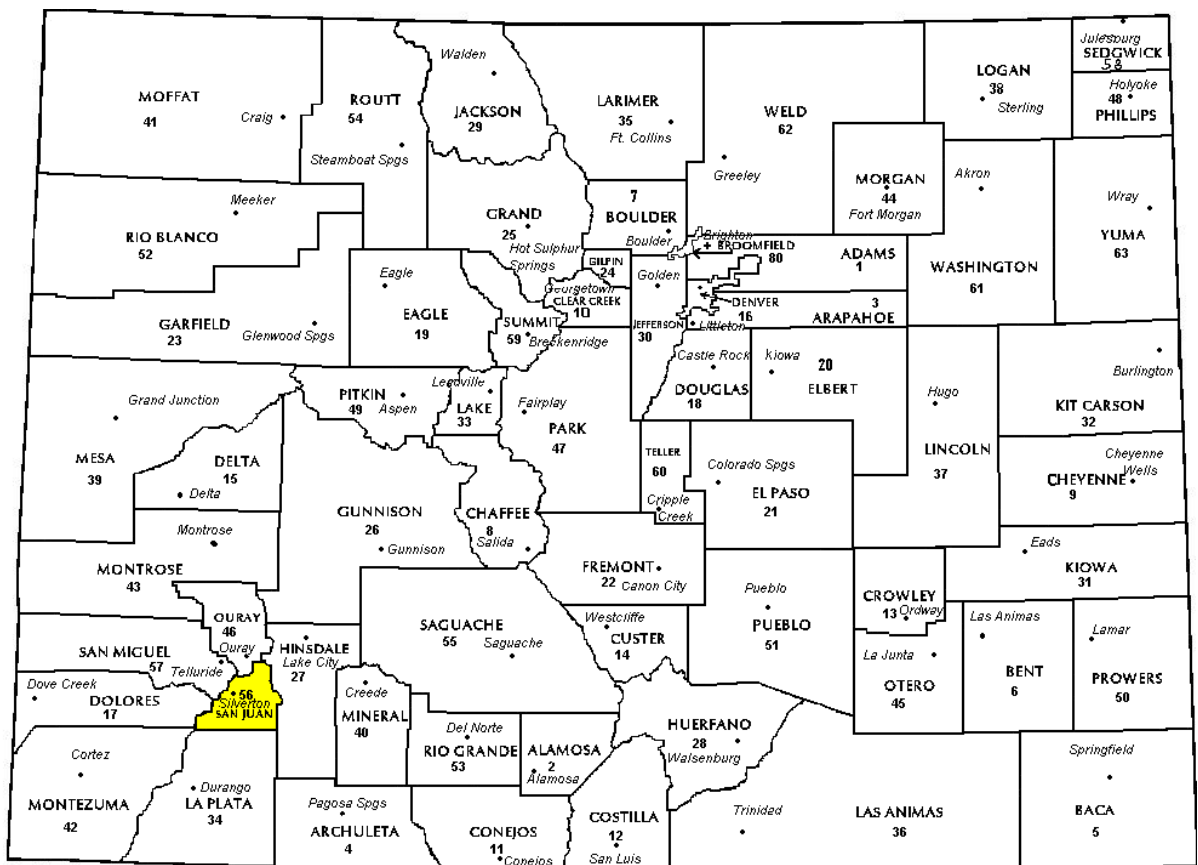 Julesburg
SEDGWICK
58
Walden
LOGAN
38
Sterling
Holyoke
48
PHILLIPS
MOFFAT
41
Craig
ROUTT
54
Steamboat Spgs
JACKSON
29
LARIMER
35
Ft. Collins
WELD
62
Greeley
MORGAN
44
Fort Morgan
Akron
WASHINGTON
61
Wray
YUMA
63
Meeker
RIO BLANCO
52
GRAND
25
Hot Sulphur
Springs
7
BOULDER
Boulder
Brighton
+ BROOMFIELD
80
ADAMS
1
GILPIN
24
Golden
Georgetown
CLEAR CREEK
10
JEFFERSON
30
DENVER
16
Littleton
3
ARAPAHOE
Eagle
EAGLE
19
SUMMIT
59
Breckenridge
GARFIELD
23
Glenwood Spgs
Castle Rock
DOUGLAS
18
kiowa
20
ELBERT
Hugo
LINCOLN
37
Burlington
KIT CARSON
32
Grand Junction
MESA
39
PITKIN
49
Aspen
Leadville
LAKE
33
Fairplay
PARK
47
TELLER
60
Cripple
Creek
Colorado Spgs
EL PASO
21
Cheyenne
Wells
CHEYENNE
9
DELTA
15
Delta
GUNNISON
26
Gunnison
CHAFFEE
8
Salida
Montrose
MONTROSE
43
FREMONT
22
Canon City
Pueblo
PUEBLO
51
CROWLEY
13
Ordway
Eads
KIOWA
31
OURAY
46
Ouray
SAN MIGUEL
57
Telluride
HINSDALE
Lake City
27
SAGUACHE
55
Saguache
Westcliffe
CUSTER
14
La Junta
OTERO
45
Las Animas
BENT
6
Lamar
PROWERS
50
Dove Creek
DOLORES
17
56
Silverton
SAN JUAN
Creede
MINERAL
40
Del Norte
RIO GRANDE
53
ALAMOSA
2
Alamosa
HUERFANO
28
Walsenburg
Cortez
MONTEZUMA
42
Durango
LA PLATA
34
Pagosa Spgs
ARCHULETA
4
CONEJOS
11
Conejos
COSTILLA
12
San Luis
Trinidad
LAS ANIMAS
36
Springfield
BACA
5